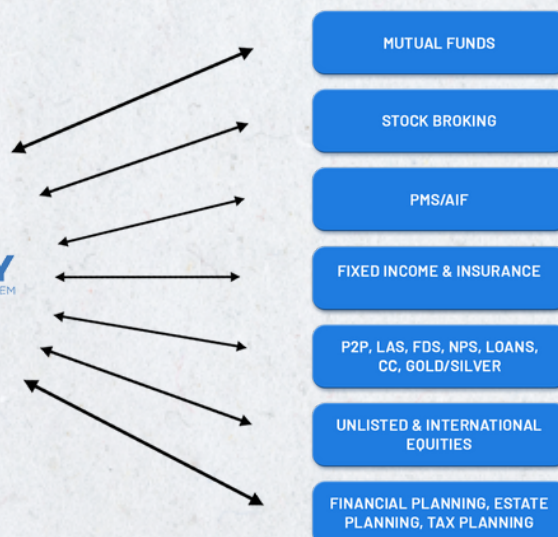 MUTUAL FUNDS
STOCK BROKING
PMS/AIF
Y
EM
FIXED INCOME & INSURANCE
P2P, LAS, FDS, NPS, LOANS,
CC, GOLD/SILVER
UNLISTED & INTERNATIONAL
EQUITIES
FINANCIAL PLANNING, ESTATE
PLANNING, TAX PLANNING